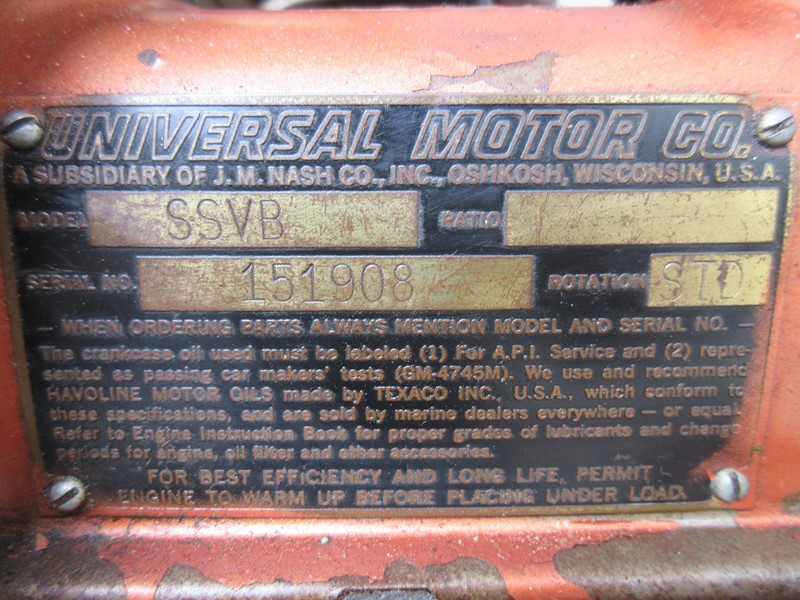 UNIVERSAL MOTOR CO.
A SUBSIDIARY OF J. M. NASH CO., INC., OSHKOSH, WISCONSIN, U.S.A.
MODEL SSVB RATIO
SERIAL NO. 151908 ROTATION STD
— WHEN ORDERING PARTS ALWAYS MENTION MODEL AND SERIAL NO. —
The crankcase oil used must be labeled (1) For A.P.I. Service and (2) repre-
sented as passing car makers' tests (GM-4745M). We use and recommend
HAVOLINE MOTOR OILS made by TEXACO INC., U.S.A., which conform to
these specifications, and are sold by marine dealers everywhere — or equal.
Refer to Engine Instruction Book for proper grades of lubricants and change
periods for engine, oil filter and other accessories.
FOR BEST EFFICIENCY AND LONG LIFE, PERMIT
ENGINE TO WARM UP BEFORE PLACING UNDER LOAD.